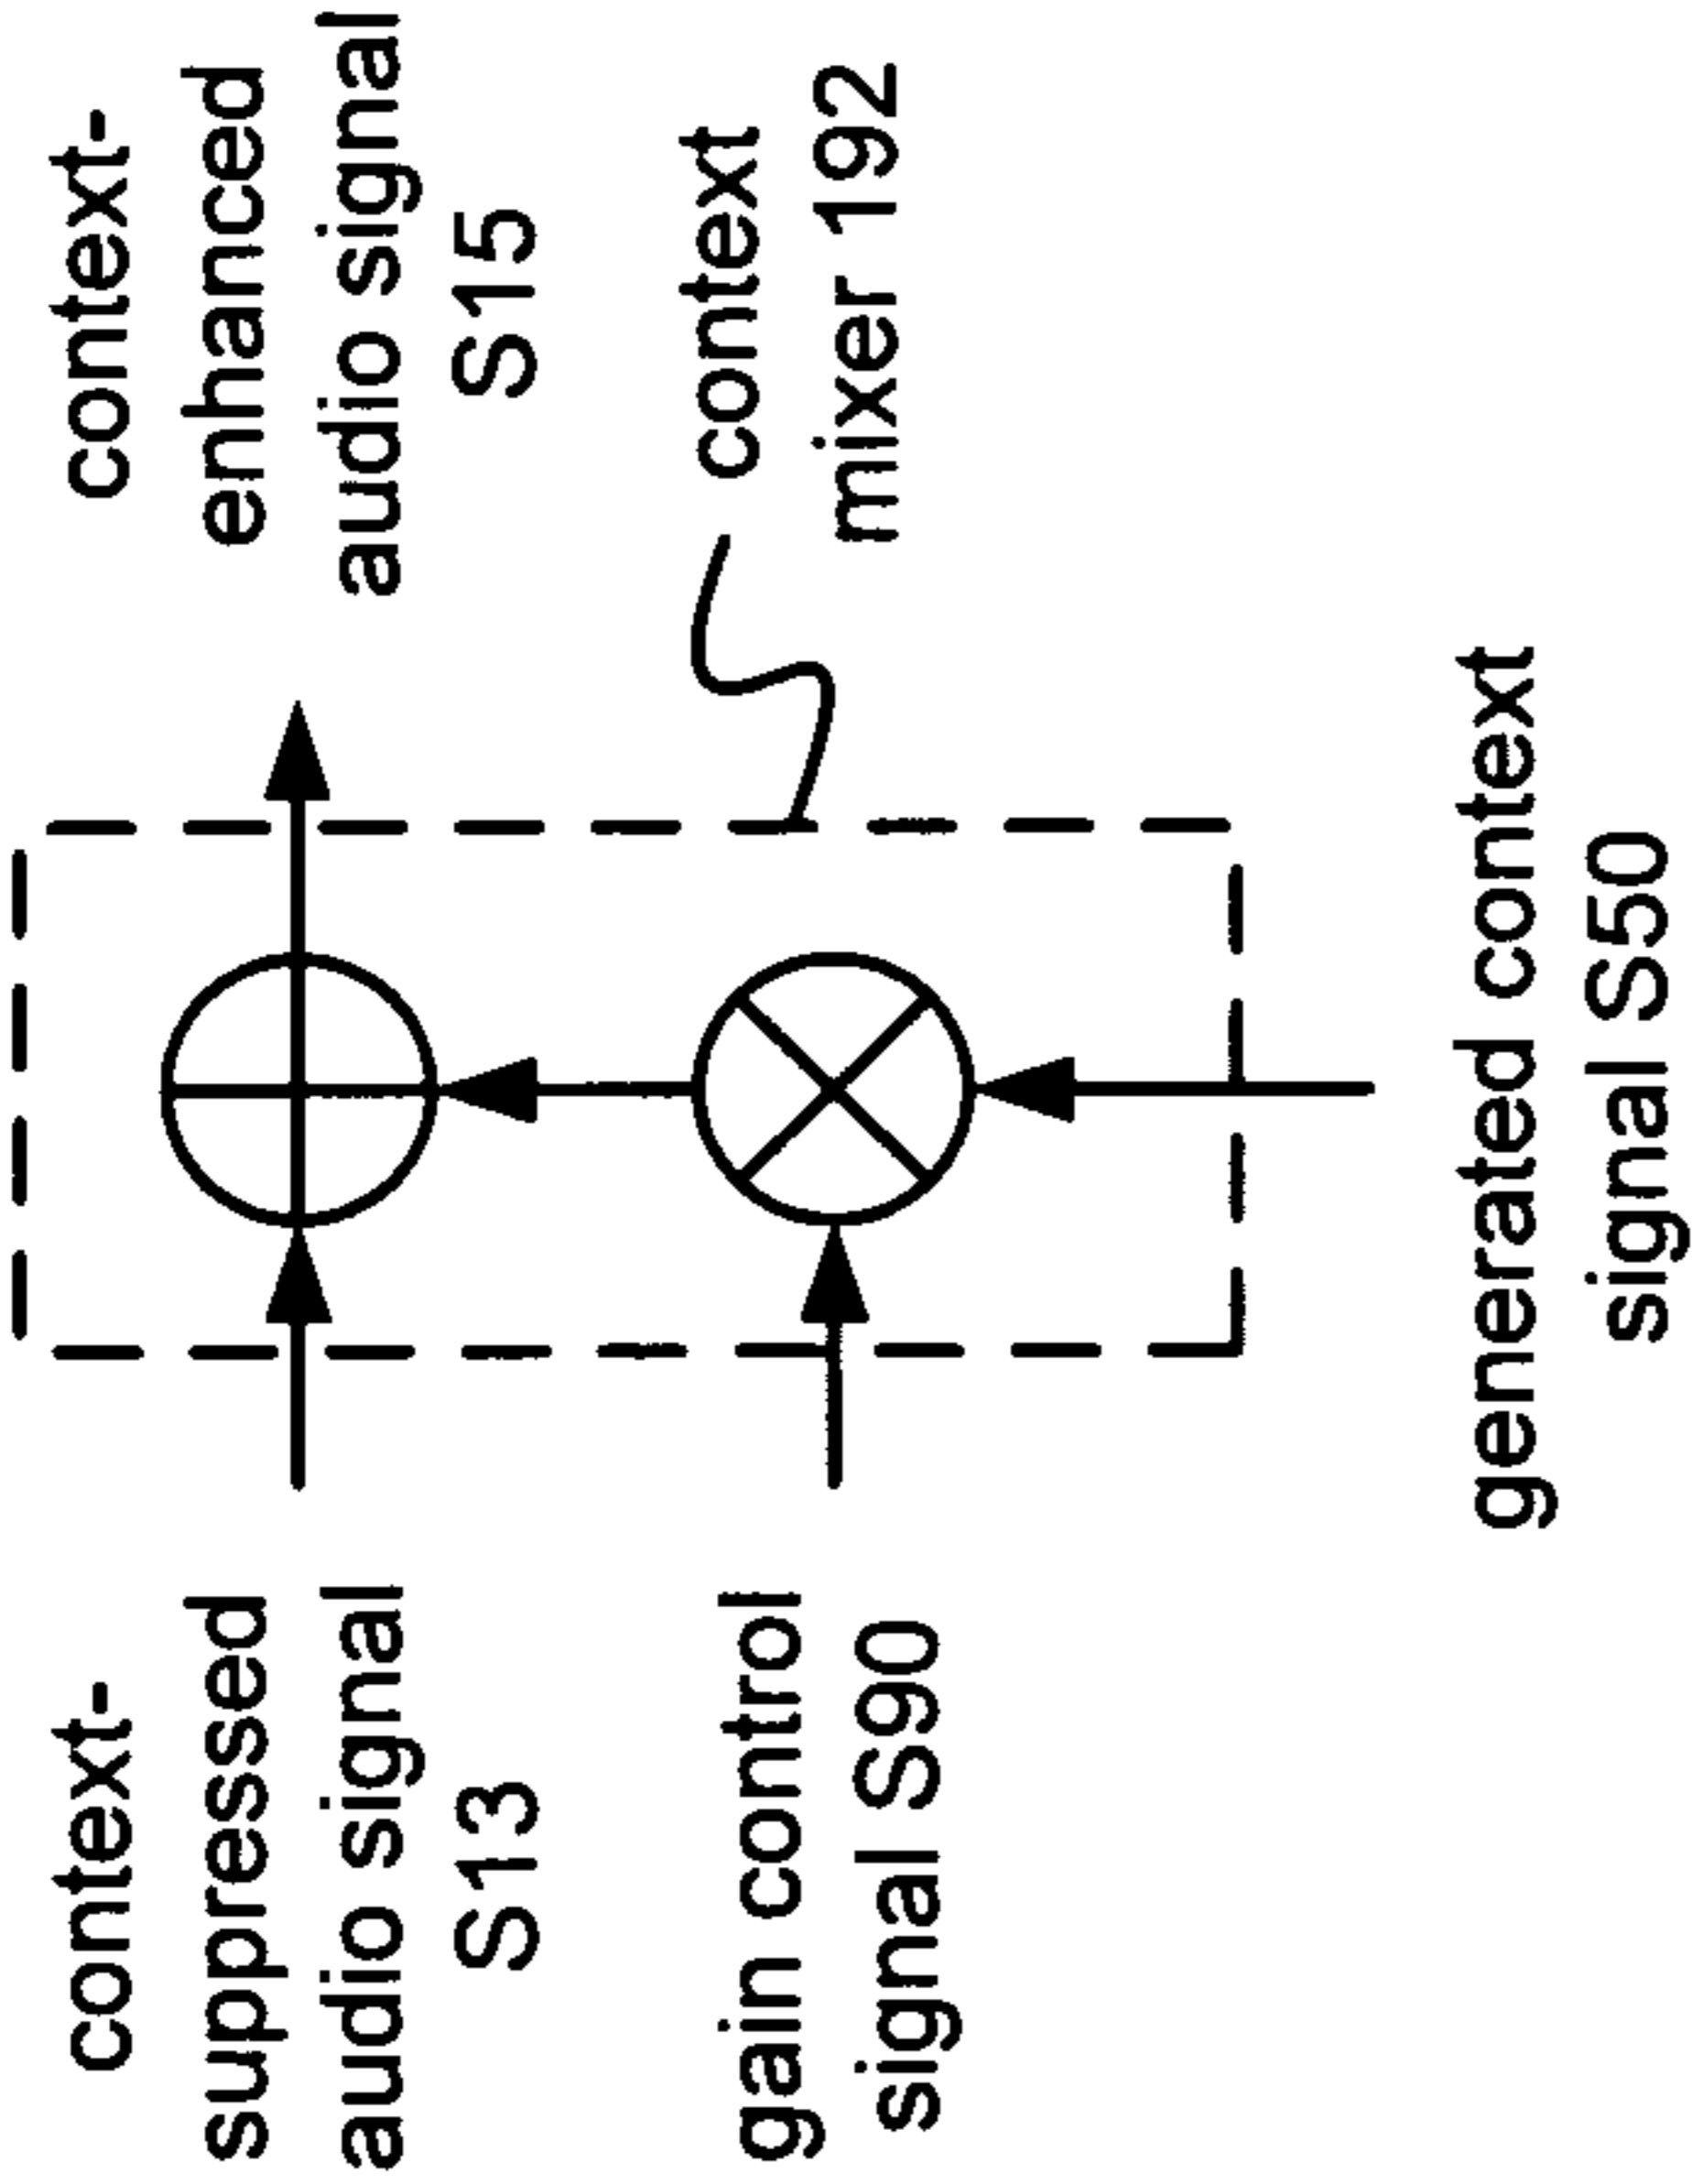 context-
suppressed
audio signal
S13
gain control
signal S90
generated context
signal S50
context-
enhanced
audio signal
S15
context
mixer 192